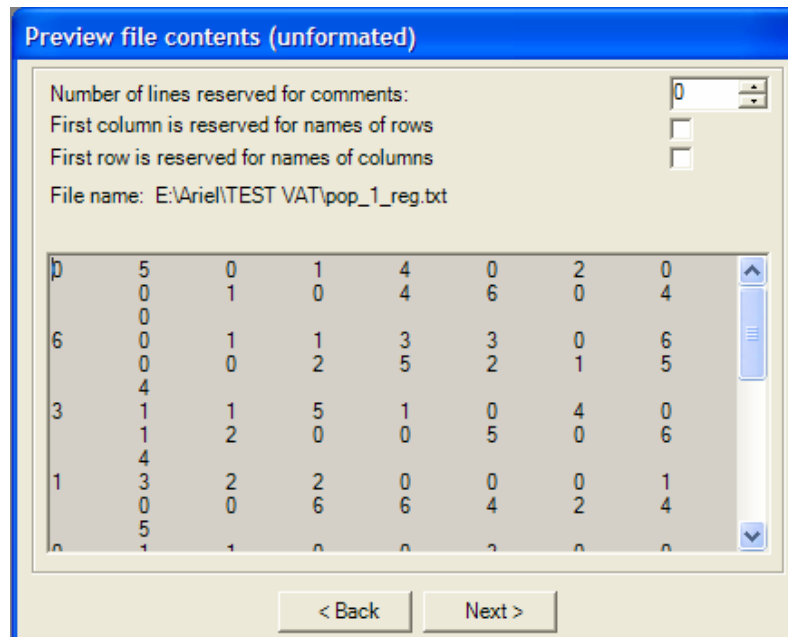 Preview file contents (unformated)
Number of lines reserved for comments: 0
First column is reserved for names of rows
First row is reserved for names of columns
File name: E:\Ariel\TEST VAT\pop_1_reg.txt
0 5 0 1 4 0 2 0
0 1 0 4 6 0 4
0
6 0 1 1 3 3 0 6
0 0 2 5 2 1 5
4
3 1 1 5 1 0 4 0
1 2 0 0 5 0 6
4
1 3 2 2 0 0 0 1
0 0 6 6 4 2 4
5
< Back Next >